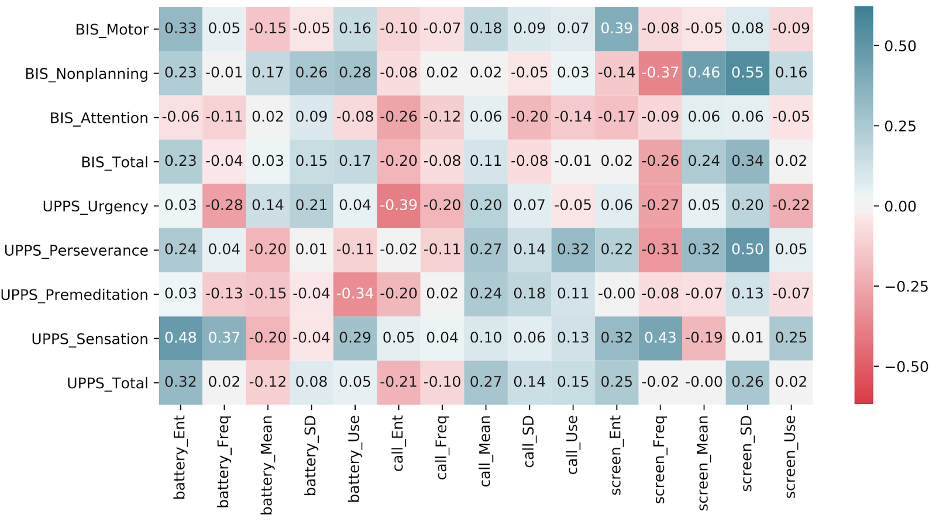 BIS_Motor 0.33 0.05 -0.15 -0.05 0.16 -0.10 -0.07 0.18 0.09 0.07 0.39 -0.08 -0.05 0.08 -0.09
BIS_Nonplanning 0.23 -0.01 0.17 0.26 0.28 -0.08 0.02 0.02 -0.05 0.03 -0.14 -0.37 0.46 0.55 0.16
BIS_Attention -0.06 -0.11 0.02 0.09 -0.08 -0.26 -0.12 0.06 -0.20 -0.14 -0.17 -0.09 0.06 0.06 -0.05
BIS_Total 0.23 -0.04 0.03 0.15 0.17 -0.20 -0.08 0.11 -0.08 -0.01 0.02 -0.26 0.24 0.34 0.02
UPPS_Urgency 0.03 -0.28 0.14 0.21 0.04 -0.39 -0.20 0.20 0.07 -0.05 0.06 -0.27 0.05 0.20 -0.22
UPPS_Perseverance 0.24 0.04 -0.20 0.01 -0.11 -0.02 -0.11 0.27 0.14 0.32 0.22 -0.31 0.32 0.50 0.05
UPPS_Premeditation 0.03 -0.13 -0.15 -0.04 -0.34 -0.20 0.02 0.24 0.18 0.11 -0.00 -0.08 -0.07 0.13 -0.07
UPPS_Sensation 0.48 0.37 -0.20 -0.04 0.29 0.05 0.04 0.10 0.06 0.13 0.32 0.43 -0.19 0.01 0.25
UPPS_Total 0.32 0.02 -0.12 0.08 0.05 -0.21 -0.10 0.27 0.14 0.15 0.25 -0.02 -0.00 0.26 0.02
battery_Ent
battery_Freq
battery_Mean
battery_SD
battery_Use
call_Ent
call_Freq
call_Mean
call_SD
call_Use
screen_Ent
screen_Freq
screen_Mean
screen_SD
screen_Use
0.50
0.25
0.00
−0.25
−0.50